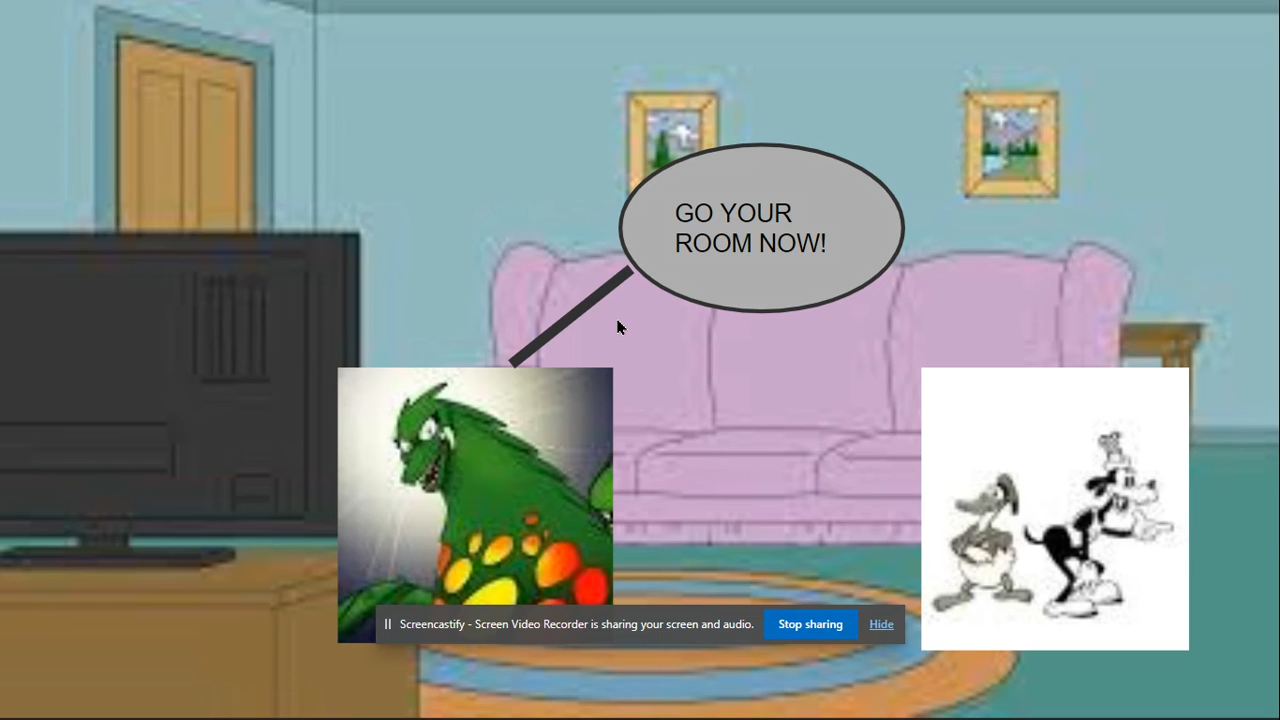 GO YOUR
ROOM NOW!
Screencastify - Screen Video Recorder is sharing your screen and audio. Stop sharing Hide